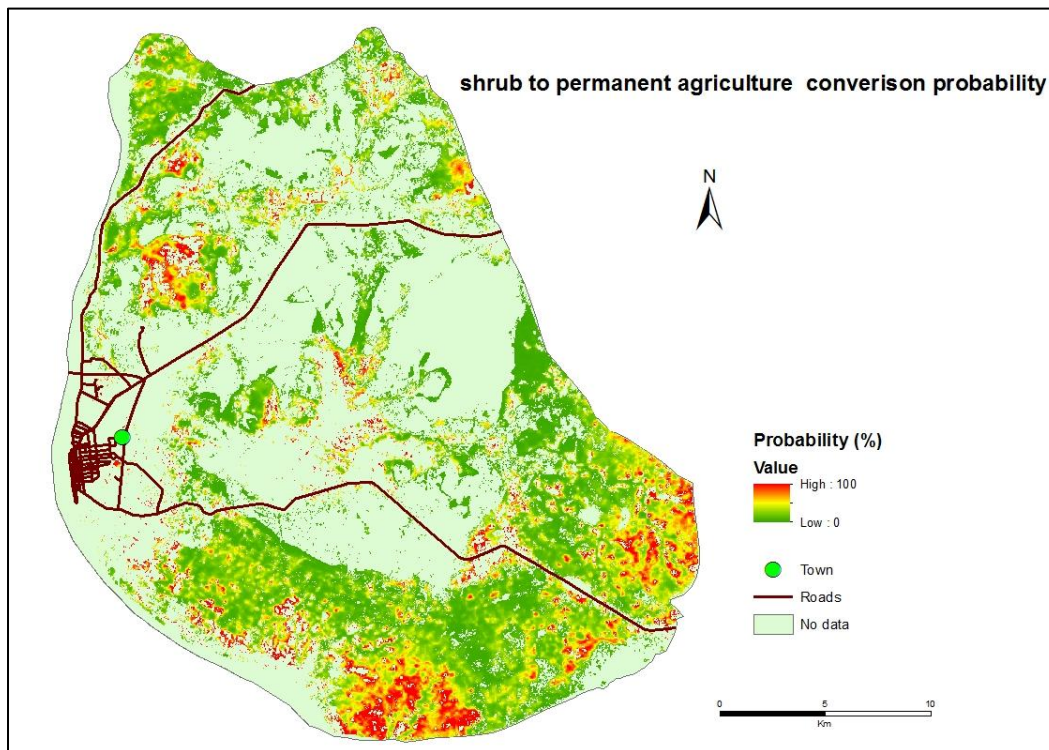 shrub to permanent agriculture converison probability
N
Probability (%)
Value
High : 100
Low : 0
Town
Roads
No data
0 5 10
Km